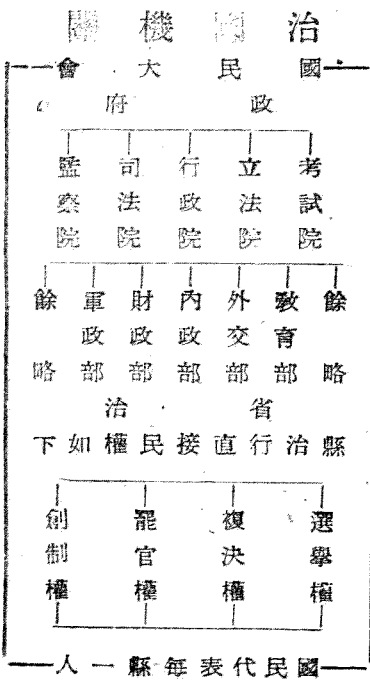 治國機關
國民大會
政府
考試院
立法院
行政院
司法院
監察院
餘略
教育部
外交部
內政部
財政部
軍政部
餘略
省治
縣治行直接民權如下
選舉權
複決權
罷官權
創制權
國民代表每縣一人